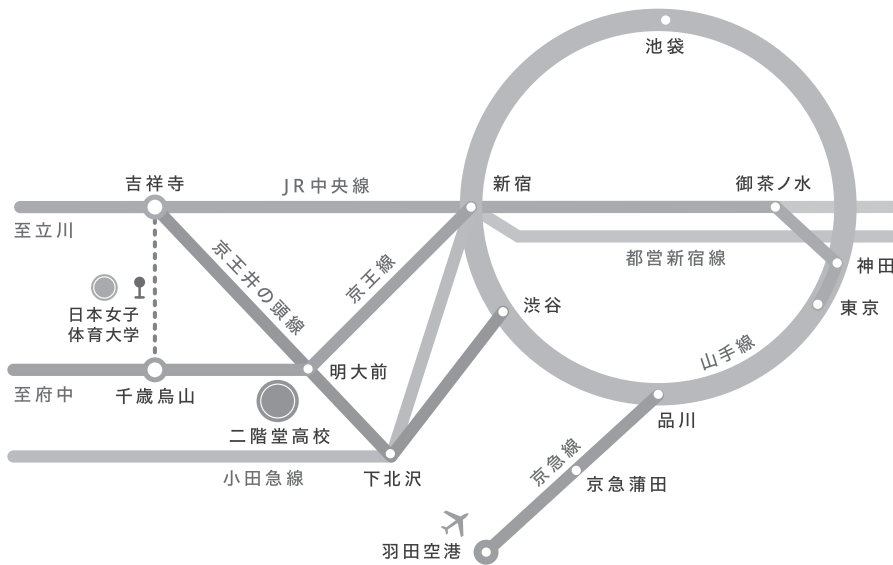 池袋
吉祥寺
JR中央線
新宿
御茶ノ水
至立川
都営新宿線
神田
京王井の頭線
京王線
日本女子
体育大学
渋谷
東京
山手線
明大前
至府中
千歳烏山
二階堂高校
品川
小田急線
下北沢
京急線
京急蒲田
羽田空港